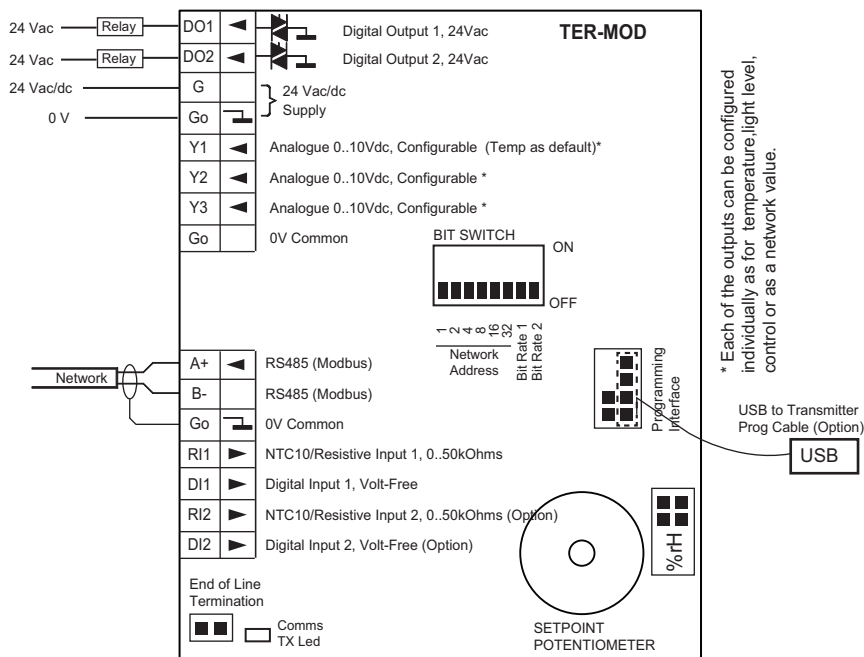 TER-MOD
24 Vac Relay DO1 Digital Output 1, 24Vac
24 Vac Relay DO2 Digital Output 2, 24Vac
24 Vac/dc G 24 Vac/dc
0 V Go Supply
Y1 Analogue 0..10Vdc, Configurable (Temp as default)*
Y2 Analogue 0..10Vdc, Configurable *
Y3 Analogue 0..10Vdc, Configurable *
Go 0V Common
BIT SWITCH
ON
OFF
1 2 4 8 16 32 Bit Rate 1 Bit Rate 2
Network
Address
* Each of the outputs can be configured
individually as for temperature,light level,
control or as a network value.
Network
A+ RS485 (Modbus)
B- RS485 (Modbus)
Go 0V Common
RI1 NTC10/Resistive Input 1, 0..50kOhms
DI1 Digital Input 1, Volt-Free
RI2 NTC10/Resistive Input 2, 0..50kOhms (Option)
DI2 Digital Input 2, Volt-Free (Option)
Programming
Interface
USB to Transmitter
Prog Cable (Option)
USB
%rH
End of Line
Termination
Comms
TX Led
SETPOINT
POTENTIOMETER